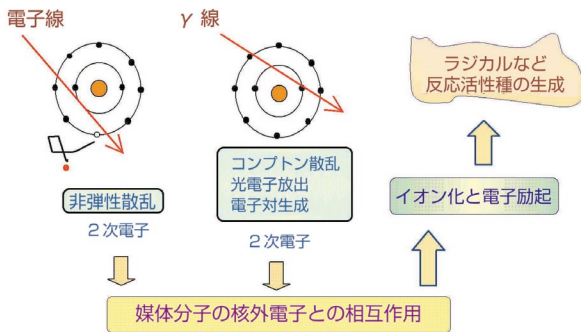 電子線
γ 線
ラジカルなど
反応活性種の生成
非弾性散乱
2次電子
コンプトン散乱
光電子放出
電子対生成
2次電子
イオン化と電子励起
媒体分子の核外電子との相互作用